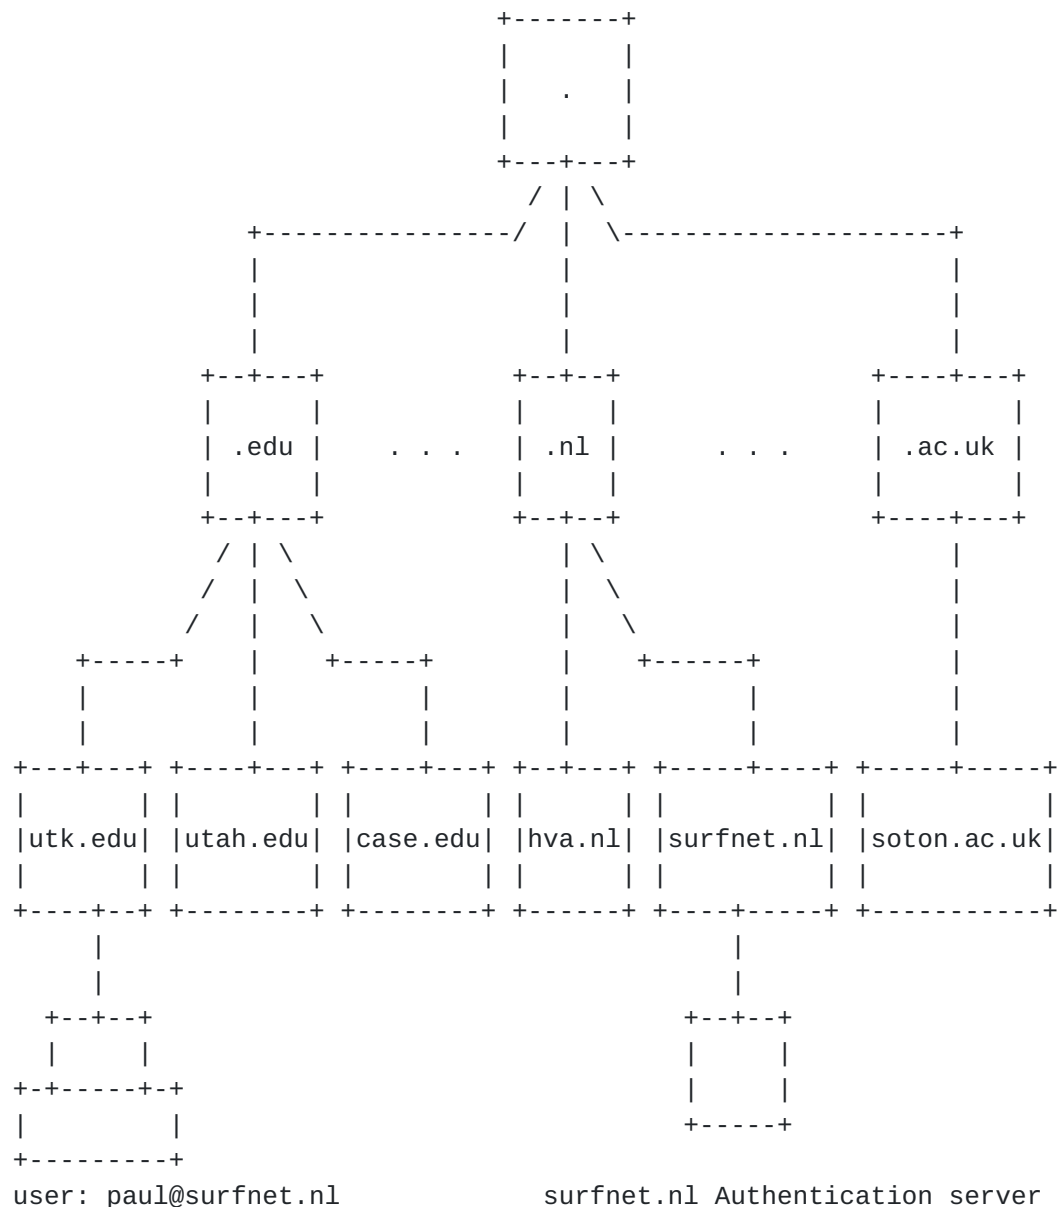 .
.edu . . . .nl . . . .ac.uk
utk.edu utah.edu case.edu hva.nl surfnet.nl soton.ac.uk
user: paul@surfnet.nl surfnet.nl Authentication server